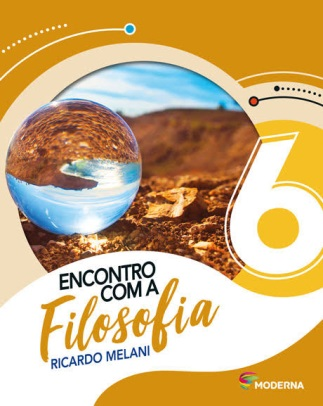 6
ENCONTRO
COM A
Filosofia
RICARDO MELANI
MODERNA